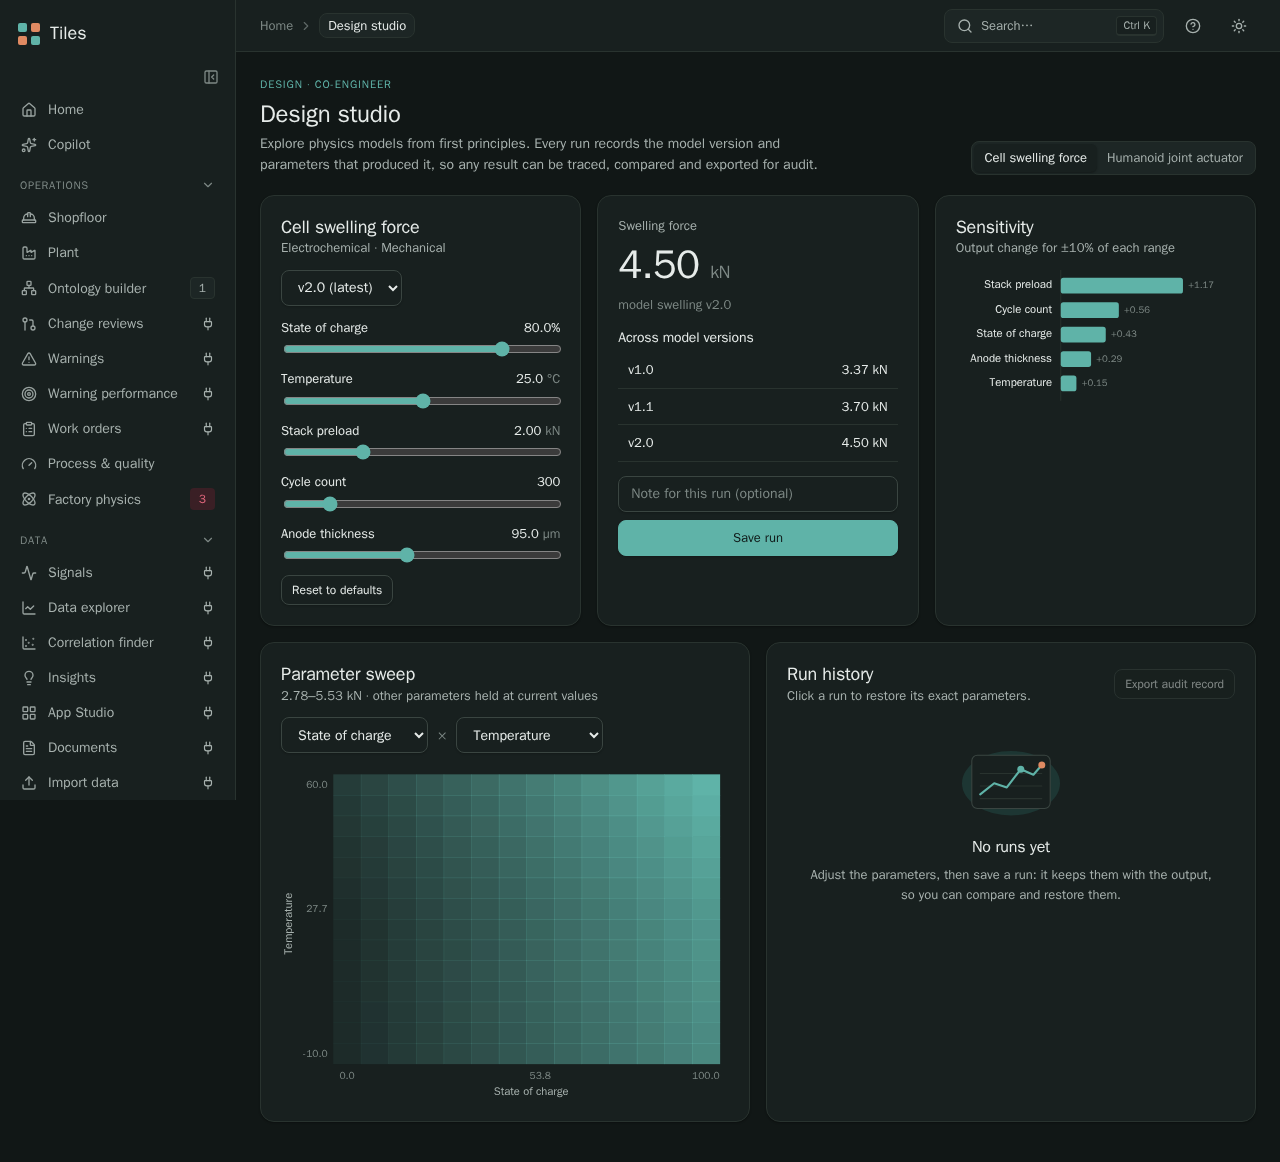 Tiles
Home
Copilot
OPERATIONS
Shopfloor
Plant
Ontology builder 1
Change reviews
Warnings
Warning performance
Work orders
Process & quality
Factory physics 3
DATA
Signals
Data explorer
Correlation finder
Insights
App Studio
Documents
Import data
Home Design studio
Search··· Ctrl K
DESIGN · CO-ENGINEER
Design studio
Explore physics models from first principles. Every run records the model version and
parameters that produced it, so any result can be traced, compared and exported for audit.
Cell swelling force Humanoid joint actuator
Cell swelling force
Electrochemical · Mechanical
v2.0 (latest)
State of charge 80.0%
Temperature 25.0 °C
Stack preload 2.00 kN
Cycle count 300
Anode thickness 95.0 µm
Reset to defaults
Swelling force
4.50 kN
model swelling v2.0
Across model versions
v1.0 3.37 kN
v1.1 3.70 kN
v2.0 4.50 kN
Note for this run (optional)
Save run
Sensitivity
Output change for ±10% of each range
Stack preload +1.17
Cycle count +0.56
State of charge +0.43
Anode thickness +0.29
Temperature +0.15
Parameter sweep
2.78–5.53 kN · other parameters held at current values
State of charge × Temperature
60.0
27.7
-10.0
Temperature
0.0 53.8 100.0
State of charge
Run history
Click a run to restore its exact parameters.
Export audit record
No runs yet
Adjust the parameters, then save a run: it keeps them with the output,
so you can compare and restore them.